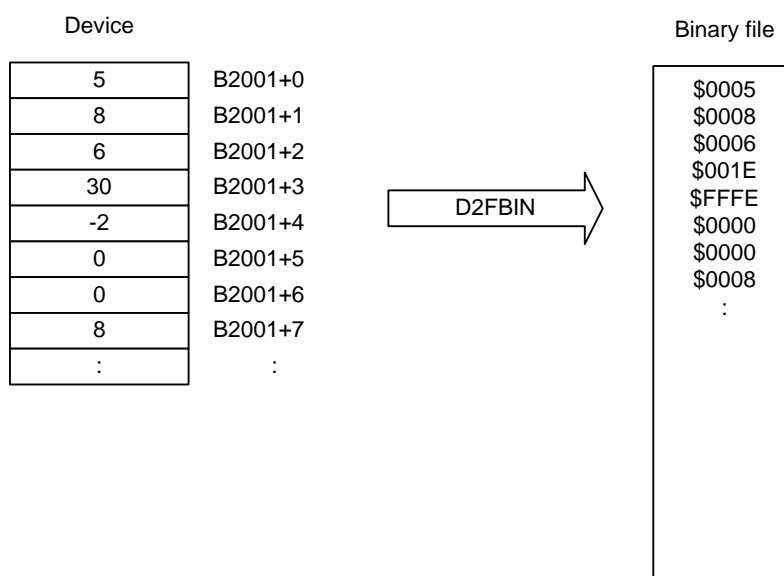 Device
Binary file
5 B2001+0
8 B2001+1
6 B2001+2
30 B2001+3
-2 B2001+4
0 B2001+5
0 B2001+6
8 B2001+7
: :
D2FBIN
$0005
$0008
$0006
$001E
$FFFE
$0000
$0000
$0008
: